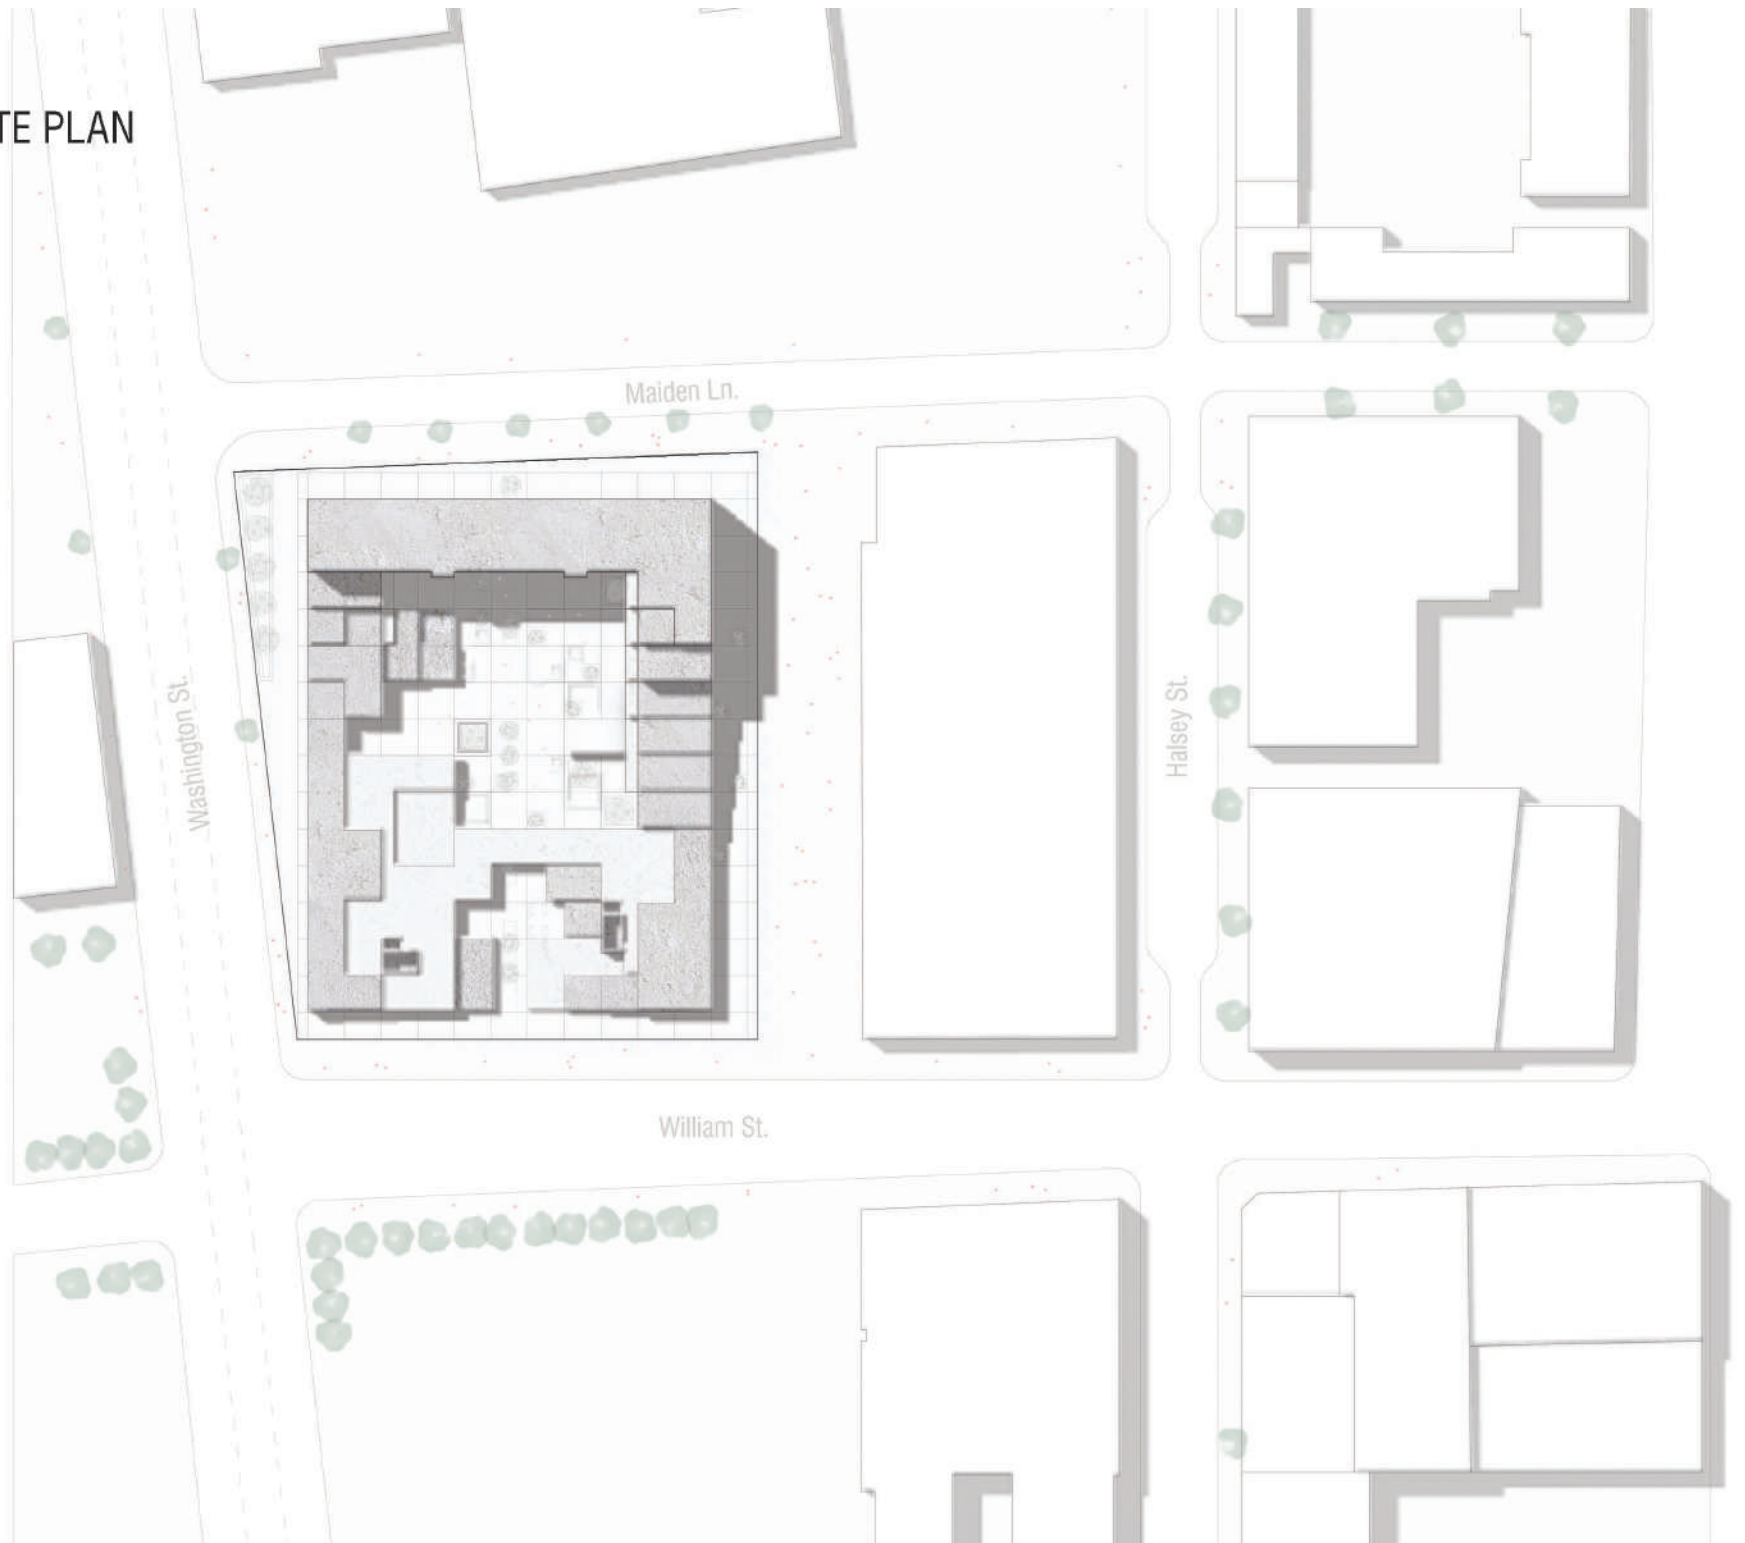 TE PLAN
Maiden Ln.
Washington St.
Halsey St.
William St.